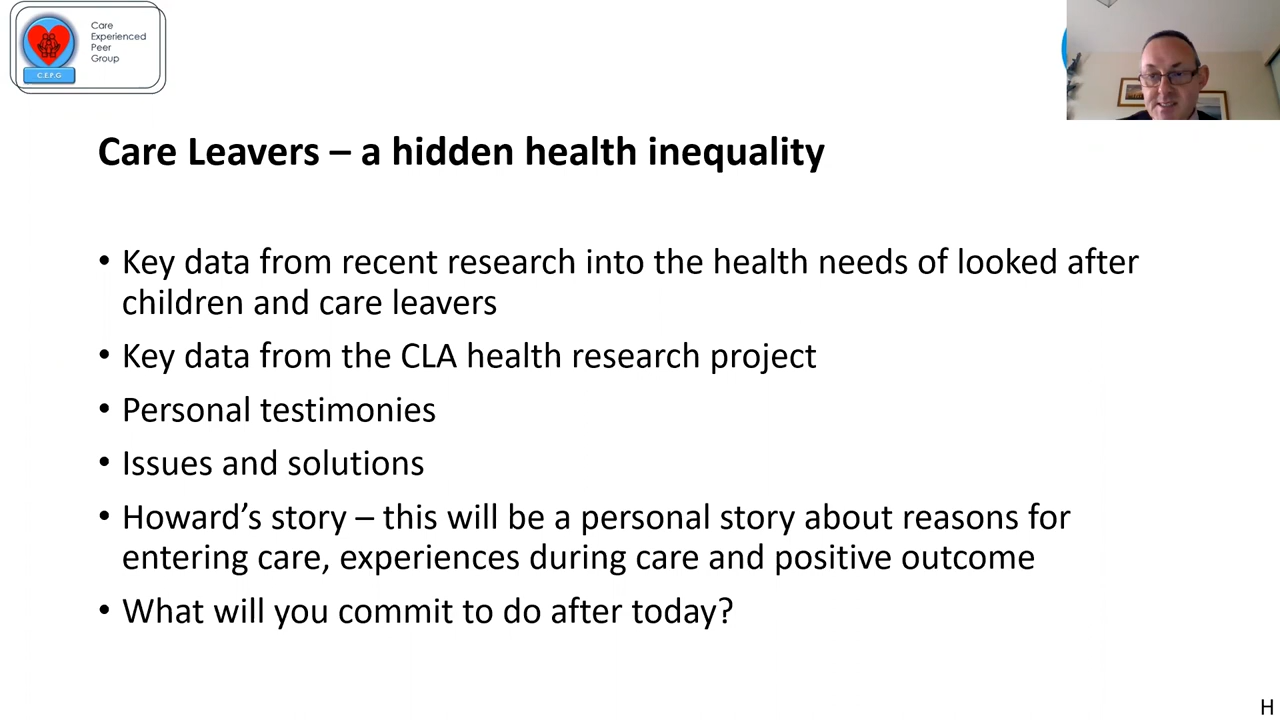 Care
Experienced
Peer
Group
C.E.P.G
Care Leavers – a hidden health inequality
• Key data from recent research into the health needs of looked after
children and care leavers
• Key data from the CLA health research project
• Personal testimonies
• Issues and solutions
• Howard’s story – this will be a personal story about reasons for
entering care, experiences during care and positive outcome
• What will you commit to do after today?
H